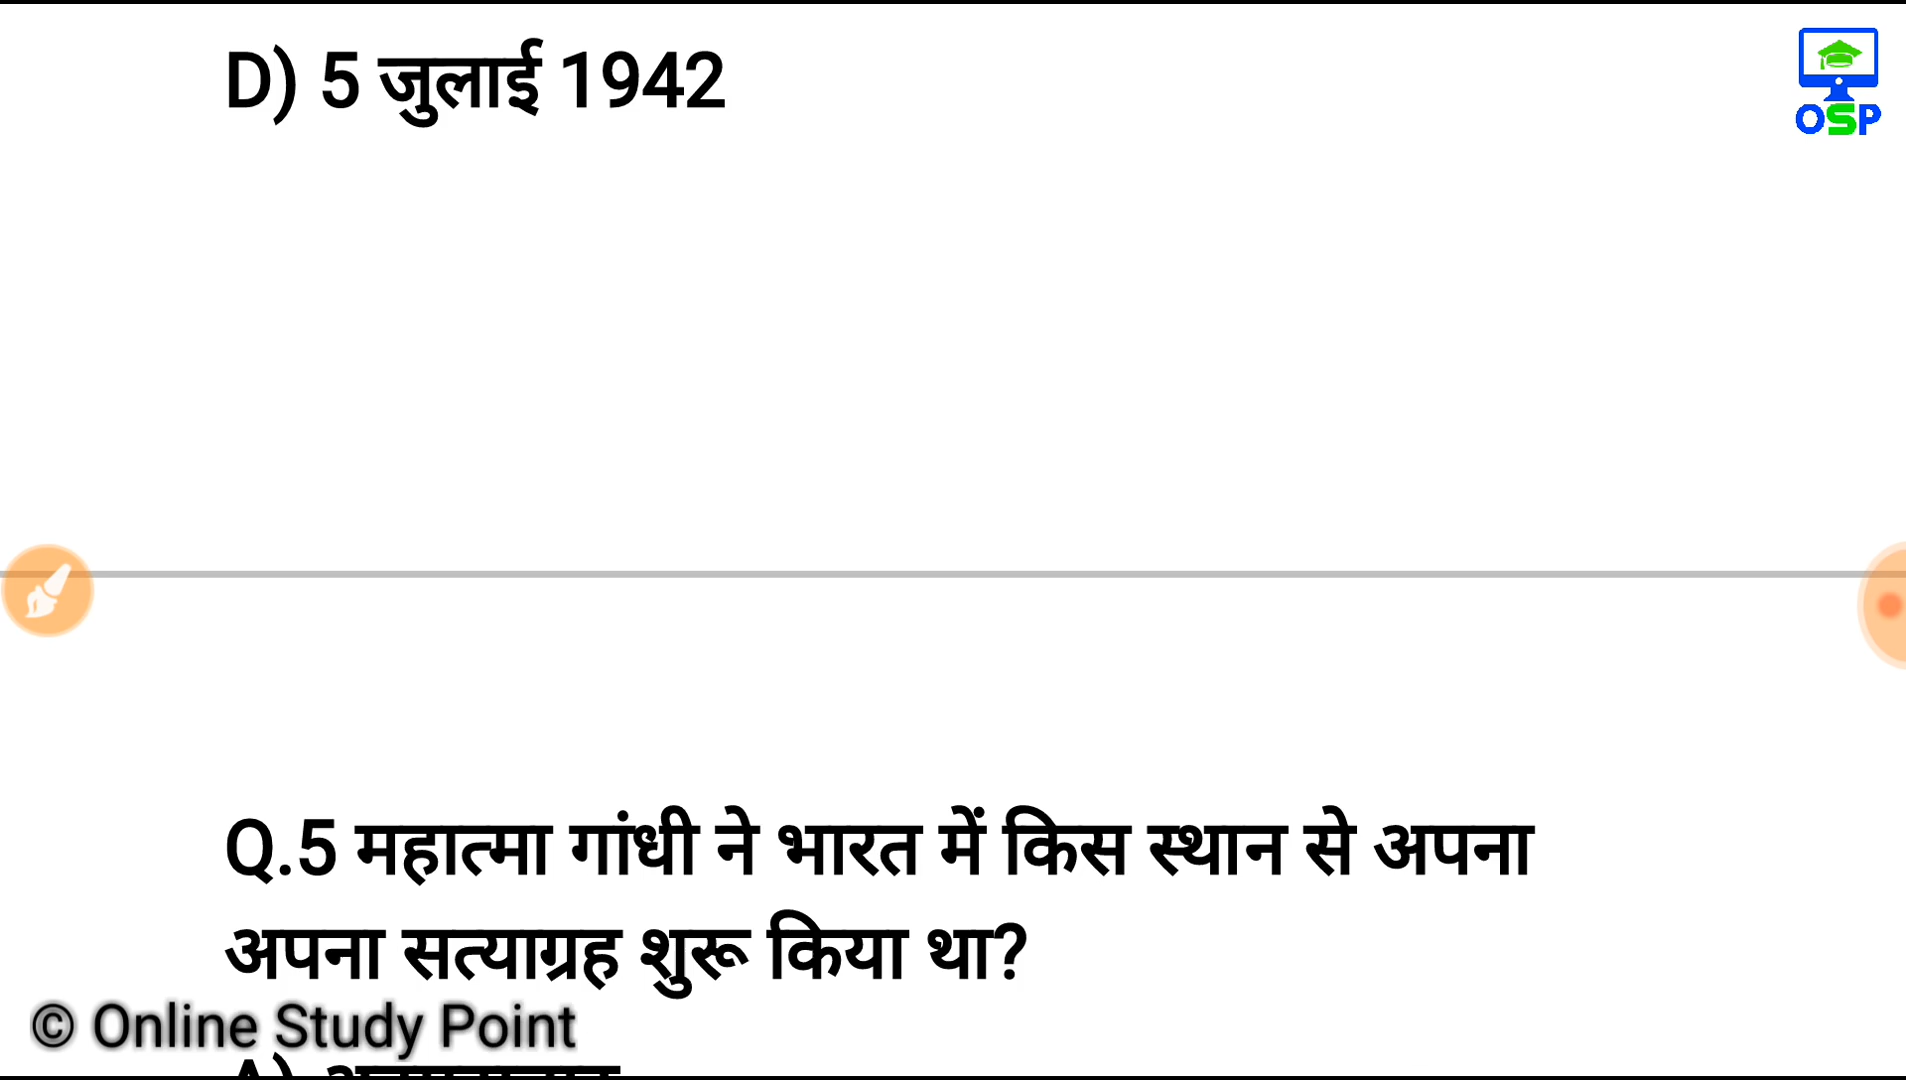 D) 5 जुलाई 1942
OSP
Q.5 महात्मा गांधी ने भारत में किस स्थान से अपना
अपना सत्याग्रह शुरू किया था?
© Online Study Point
A)